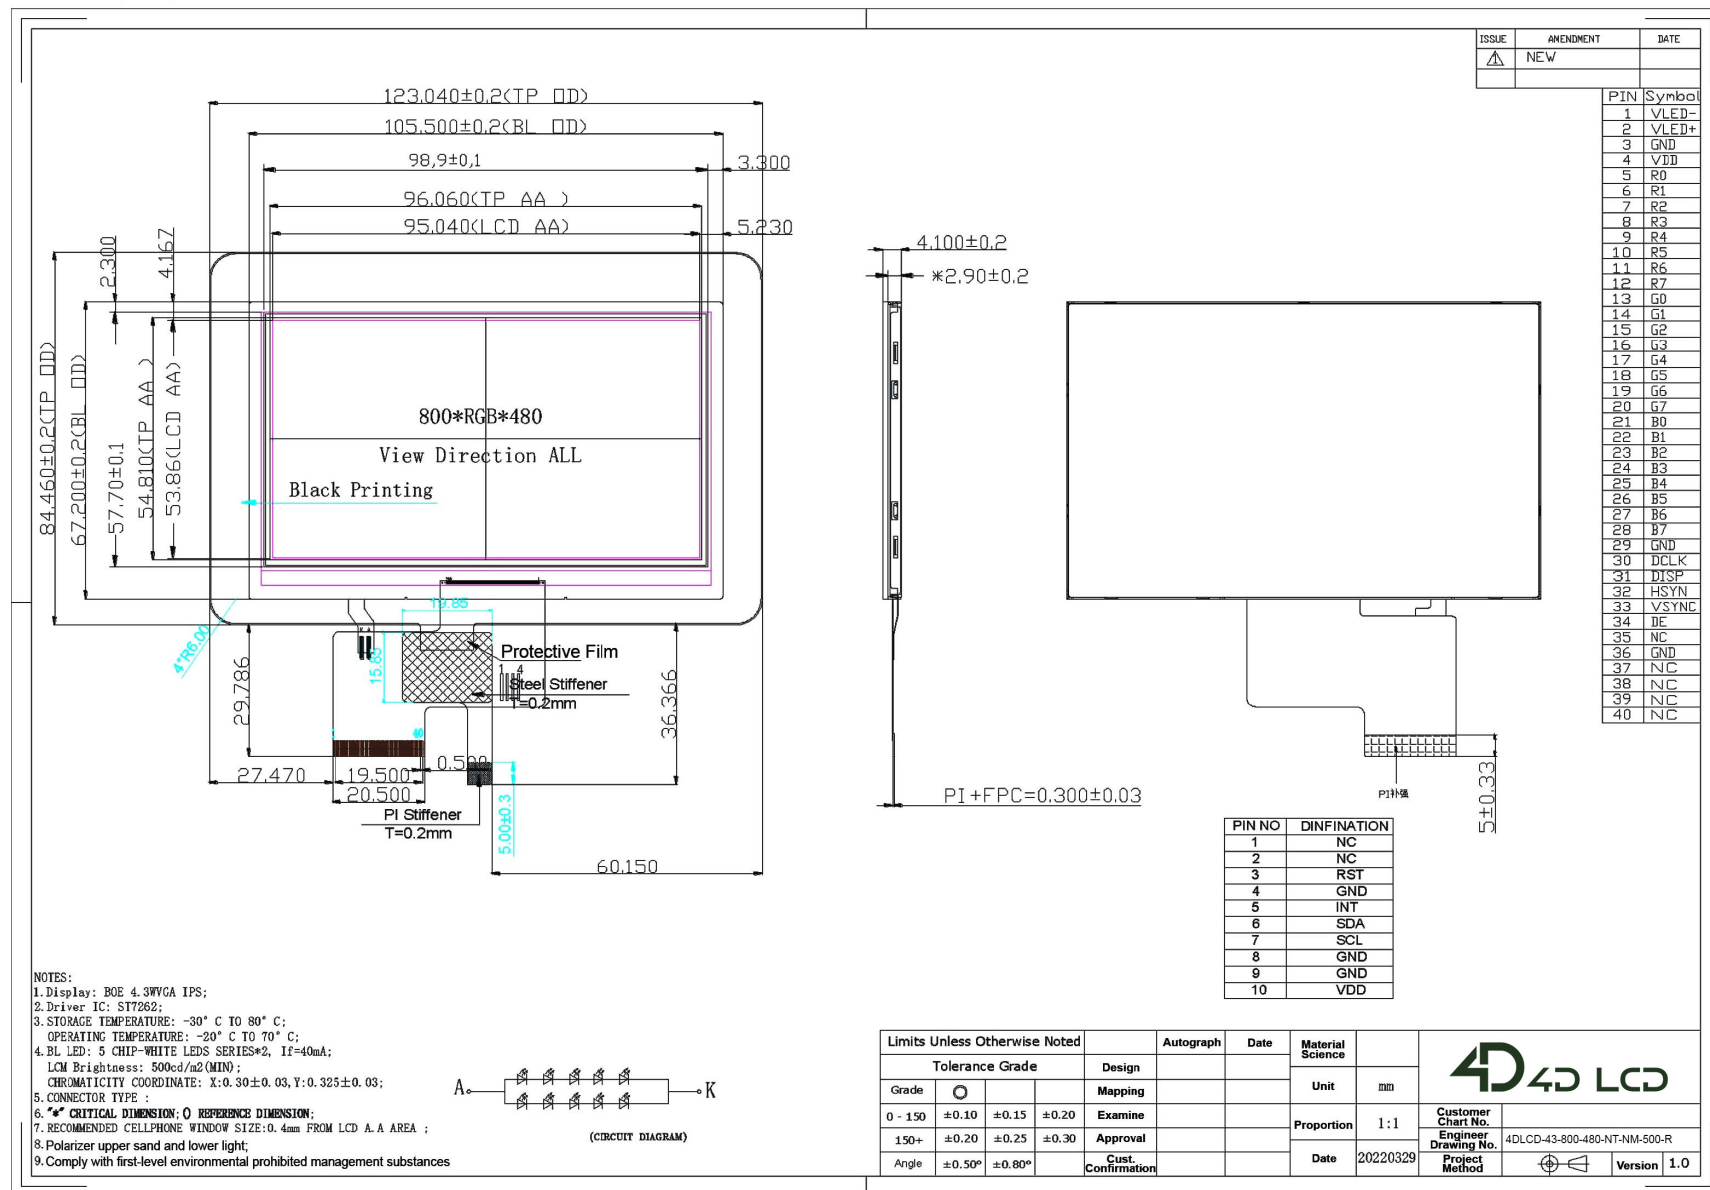 ISSUE AMENDMENT DATE
1 NEW
PIN Symbol
1 VLED-
2 VLED+
3 GND
4 VDD
5 R0
6 R1
7 R2
8 R3
9 R4
10 R5
11 R6
12 R7
13 G0
14 G1
15 G2
16 G3
17 G4
18 G5
19 G6
20 G7
21 B0
22 B1
23 B2
24 B3
25 B4
26 B5
27 B6
28 B7
29 GND
30 DCLK
31 DISP
32 HSYN
33 VSYNC
34 DE
35 NC
36 GND
37 NC
38 NC
39 NC
40 NC
123.040±0.2(TP OD)
105.500±0.2(BL OD)
98,9±0,1
3.300
96.060(TP AA )
95.040(LCD AA)
5.230
84.460±0.2(TP OD)
67.200±0.2(BL OD)
2.300
57.70±0.1
54.810(TP AA )
4.167
53.86(LCD AA)
800*RGB*480
View Direction ALL
Black Printing
4.100±0.2
*2.90±0.2
19.85
4*R6.00
K A
15.85
Protective Film
1 4
Steel Stiffener
T=0.2mm
29.786
36.366
1 40
27.470
19.500
0.500
20.500
PI Stiffener
T=0.2mm
5.00±0.3
60.150
PI+FPC=0.300±0.03
PI补强
5±0.33
PIN NO DINFINATION
1 NC
2 NC
3 RST
4 GND
5 INT
6 SDA
7 SCL
8 GND
9 GND
10 VDD
NOTES:
1.Display: BOE 4.3WVGA IPS;
2.Driver IC: ST7262;
3.STORAGE TEMPERATURE: -30° C TO 80° C;
OPERATING TEMPERATURE: -20° C TO 70° C;
4.BL LED: 5 CHIP-WHITE LEDS SERIES*2, If=40mA;
LCM Brightness: 500cd/m2(MIN);
CHROMATICITY COORDINATE: X:0.30±0.03,Y:0.325±0.03;
5.CONNECTOR TYPE :
6."*" CRITICAL DIMENSION; () REFERENCE DIMENSION;
7.RECOMMENDED CELLPHONE WINDOW SIZE:0.4mm FROM LCD A.A AREA ;
8.Polarizer upper sand and lower light;
9.Comply with first-level environmental prohibited management substances
A K
(CIRCUIT DIAGRAM)
Limits Unless Otherwise Noted Autograph Date Material Science
Tolerance Grade Design
Grade Mapping Unit mm
0 - 150 ±0.10 ±0.15 ±0.20 Examine Proportion 1:1
150+ ±0.20 ±0.25 ±0.30 Approval
Angle ±0.50° ±0.80° Cust. Confirmation Date 20220329
4D 4D LCD
Customer Chart No.
Engineer Drawing No. 4DLCD-43-800-480-NT-NM-500-R
Project Method Version 1.0